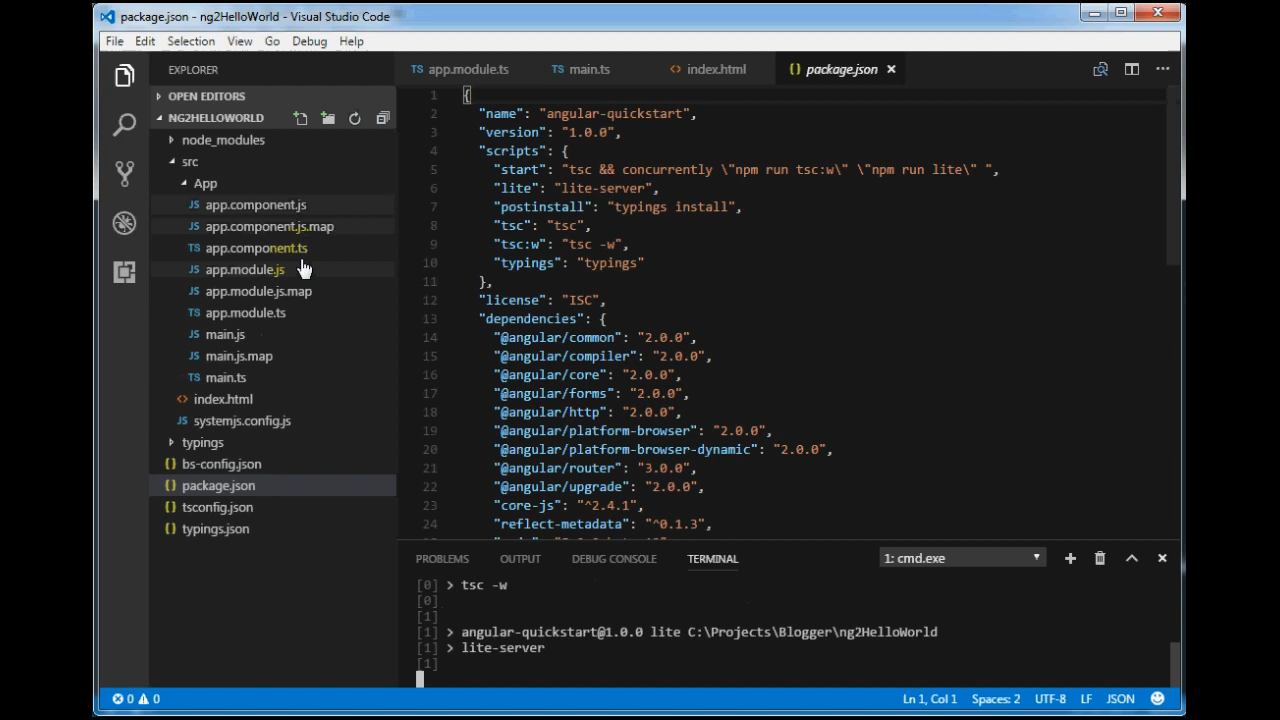 package.json - ng2HelloWorld - Visual Studio Code
File Edit Selection View Go Debug Help
EXPLORER
OPEN EDITORS
NG2HELLOWORLD
node_modules
src
App
JS app.component.js
JS app.component.js.map
TS app.component.ts
JS app.module.js
JS app.module.js.map
TS app.module.ts
JS main.js
JS main.js.map
TS main.ts
<> index.html
JS systemjs.config.js
typings
{} bs-config.json
{} package.json
{} tsconfig.json
{} typings.json
TS app.module.ts TS main.ts <> index.html {} package.json
1 {
2 "name": "angular-quickstart",
3 "version": "1.0.0",
4 "scripts": {
5 "start": "tsc && concurrently \"npm run tsc:w\" \"npm run lite\" ",
6 "lite": "lite-server",
7 "postinstall": "typings install",
8 "tsc": "tsc",
9 "tsc:w": "tsc -w",
10 "typings": "typings"
11 },
12 "license": "ISC",
13 "dependencies": {
14 "@angular/common": "2.0.0",
15 "@angular/compiler": "2.0.0",
16 "@angular/core": "2.0.0",
17 "@angular/forms": "2.0.0",
18 "@angular/http": "2.0.0",
19 "@angular/platform-browser": "2.0.0",
20 "@angular/platform-browser-dynamic": "2.0.0",
21 "@angular/router": "3.0.0",
22 "@angular/upgrade": "2.0.0",
23 "core-js": "^2.4.1",
24 "reflect-metadata": "^0.1.3",
PROBLEMS OUTPUT DEBUG CONSOLE TERMINAL 1: cmd.exe
[0] > tsc -w
[0]
[1]
[1] > angular-quickstart@1.0.0 lite C:\Projects\Blogger\ng2HelloWorld
[1] > lite-server
[1]
0 0 Ln 1, Col 1 Spaces: 2 UTF-8 LF JSON